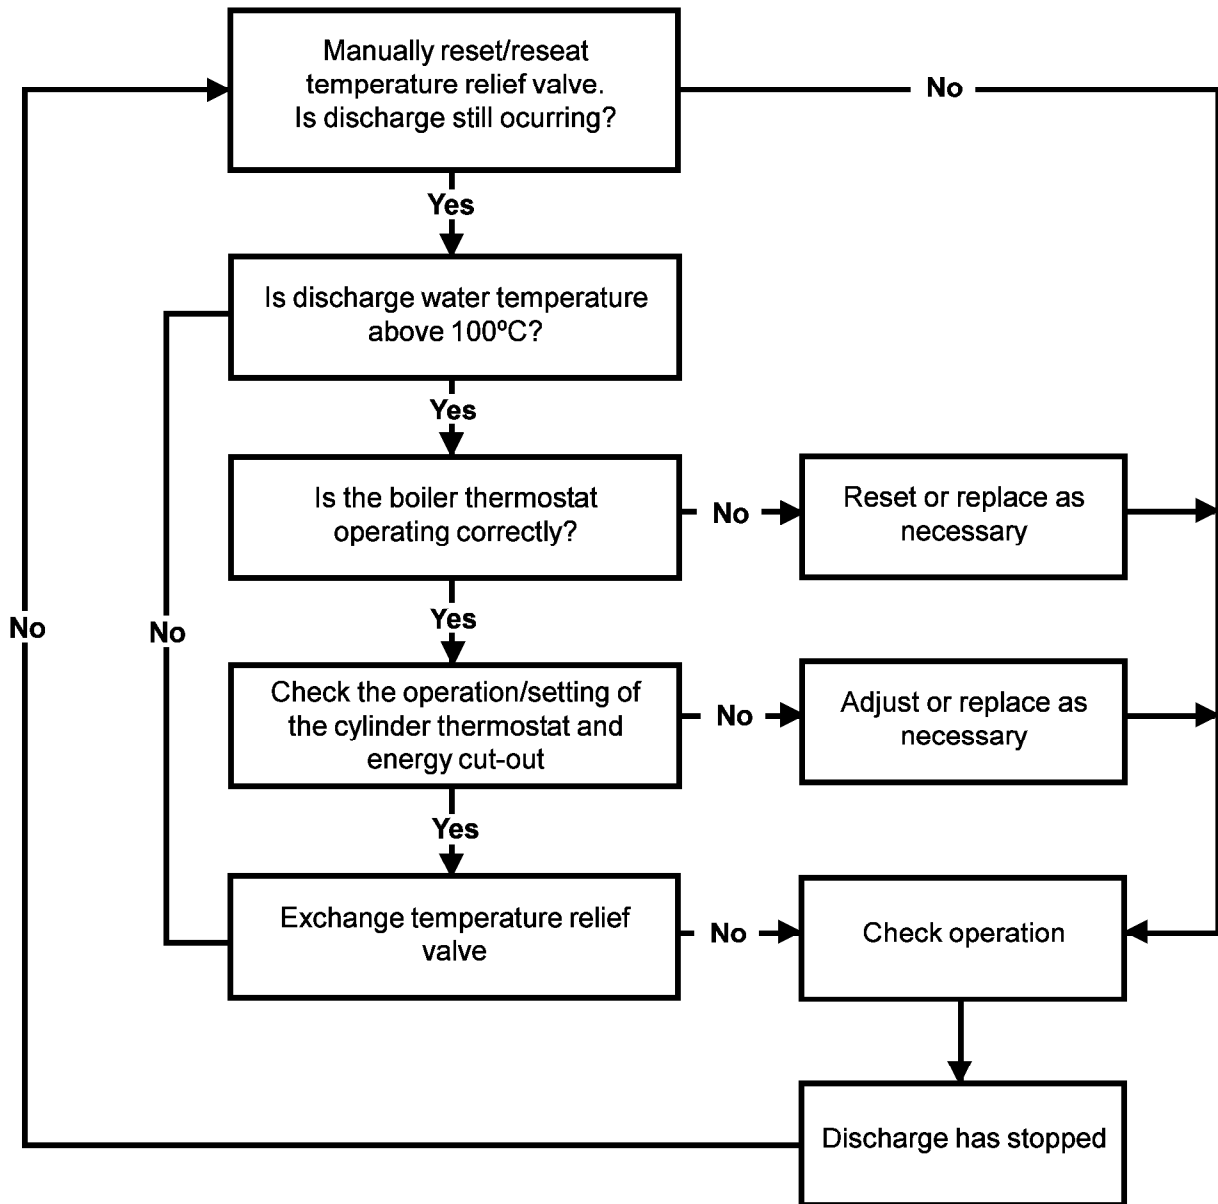 Manually reset/reseat
temperature relief valve.
Is discharge still ocurring?
No
Yes
Is discharge water temperature
above 100ºC?
Yes
Is the boiler thermostat
operating correctly?
No
Reset or replace as
necessary
Yes
No
No
Check the operation/setting of
the cylinder thermostat and
energy cut-out
No
Adjust or replace as
necessary
Yes
Exchange temperature relief
valve
No
Check operation
Discharge has stopped